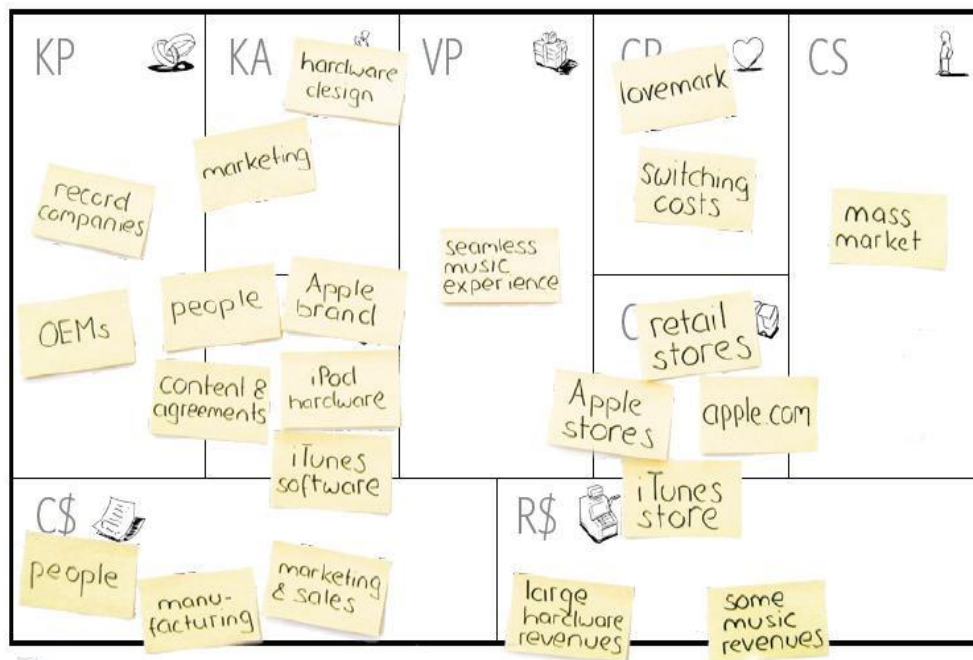 KP
record
companies
OEMs
KA
hardware
design
marketing
people
Apple
brand
content &
agreements
iPod
hardware
iTunes
software
VP
seamless
music
experience
CR
lovemark
switching
costs
C
retail
stores
Apple
stores
apple.com
iTunes
store
CS
mass
market
C$
people
manu-
facturing
marketing
& sales
R$
large
hardware
revenues
some
music
revenues